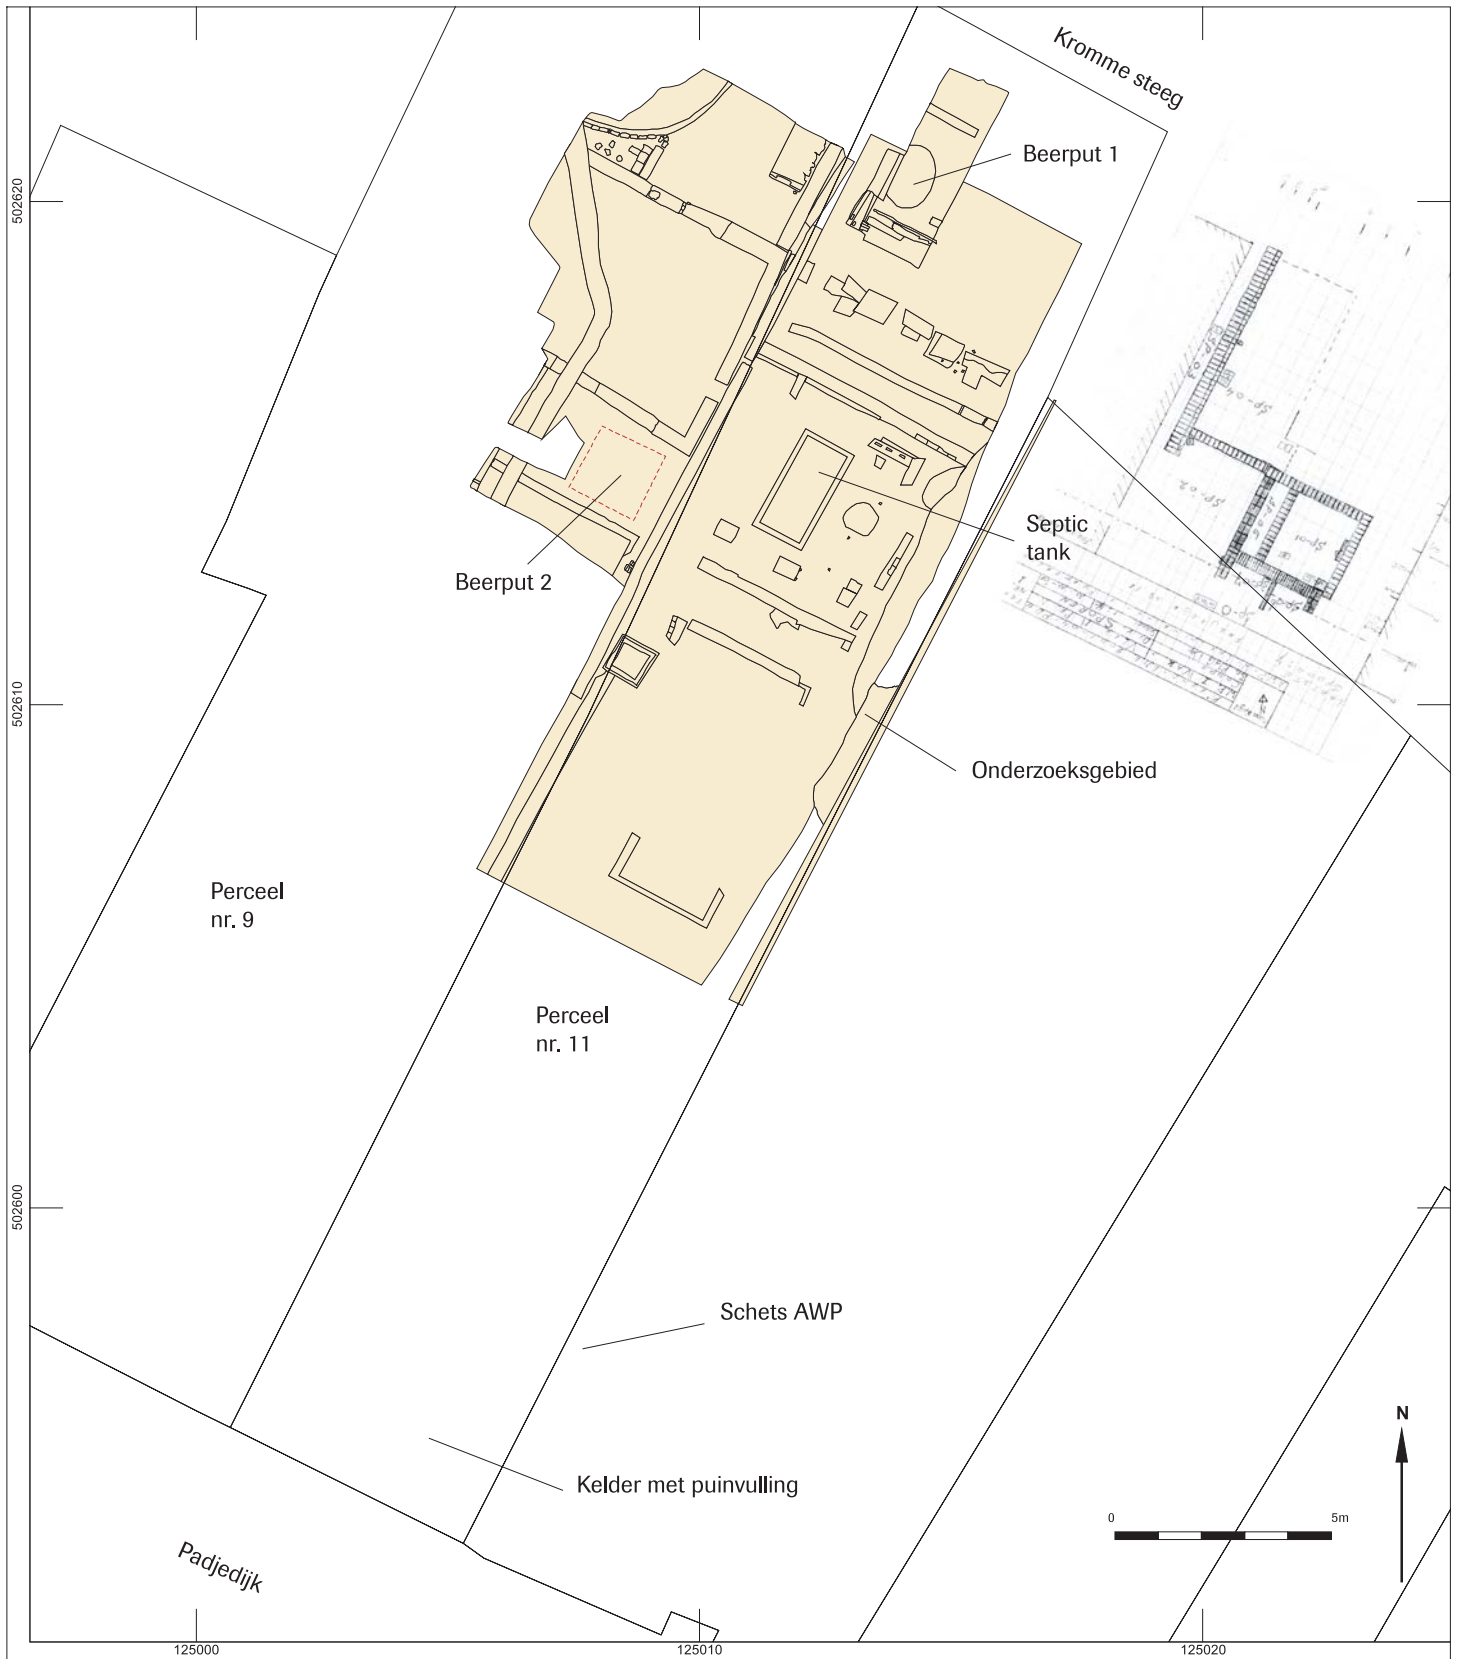 Kromme steeg
Beerput 1
502620
Septic
tank
Beerput 2
502610
Onderzoeksgebied
Perceel
nr. 9
Perceel
nr. 11
502600
Schets AWP
N
Kelder met puinvulling
0 5m
Padjedijk
125000 125010 125020